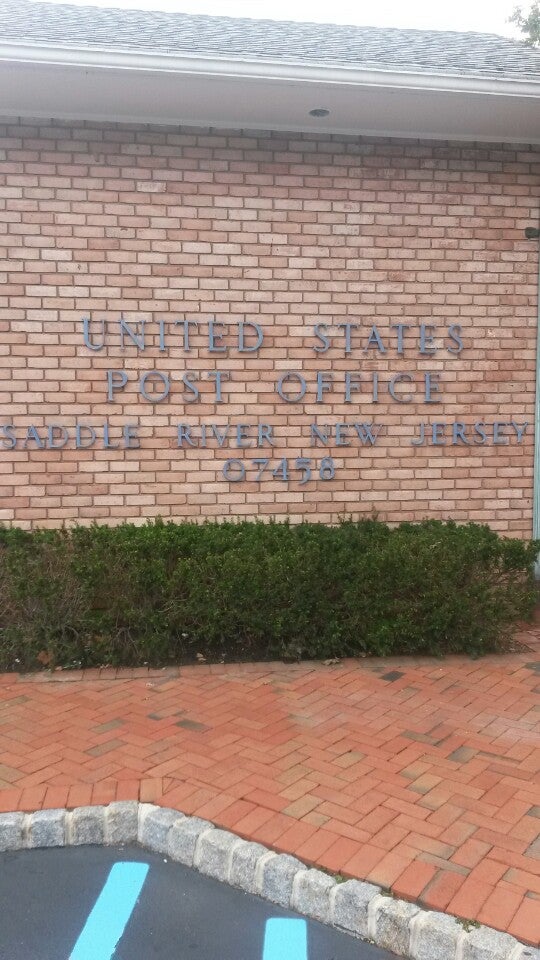 UNITED STATES
POST OFFICE
SADDLE RIVER NEW JERSEY
07458